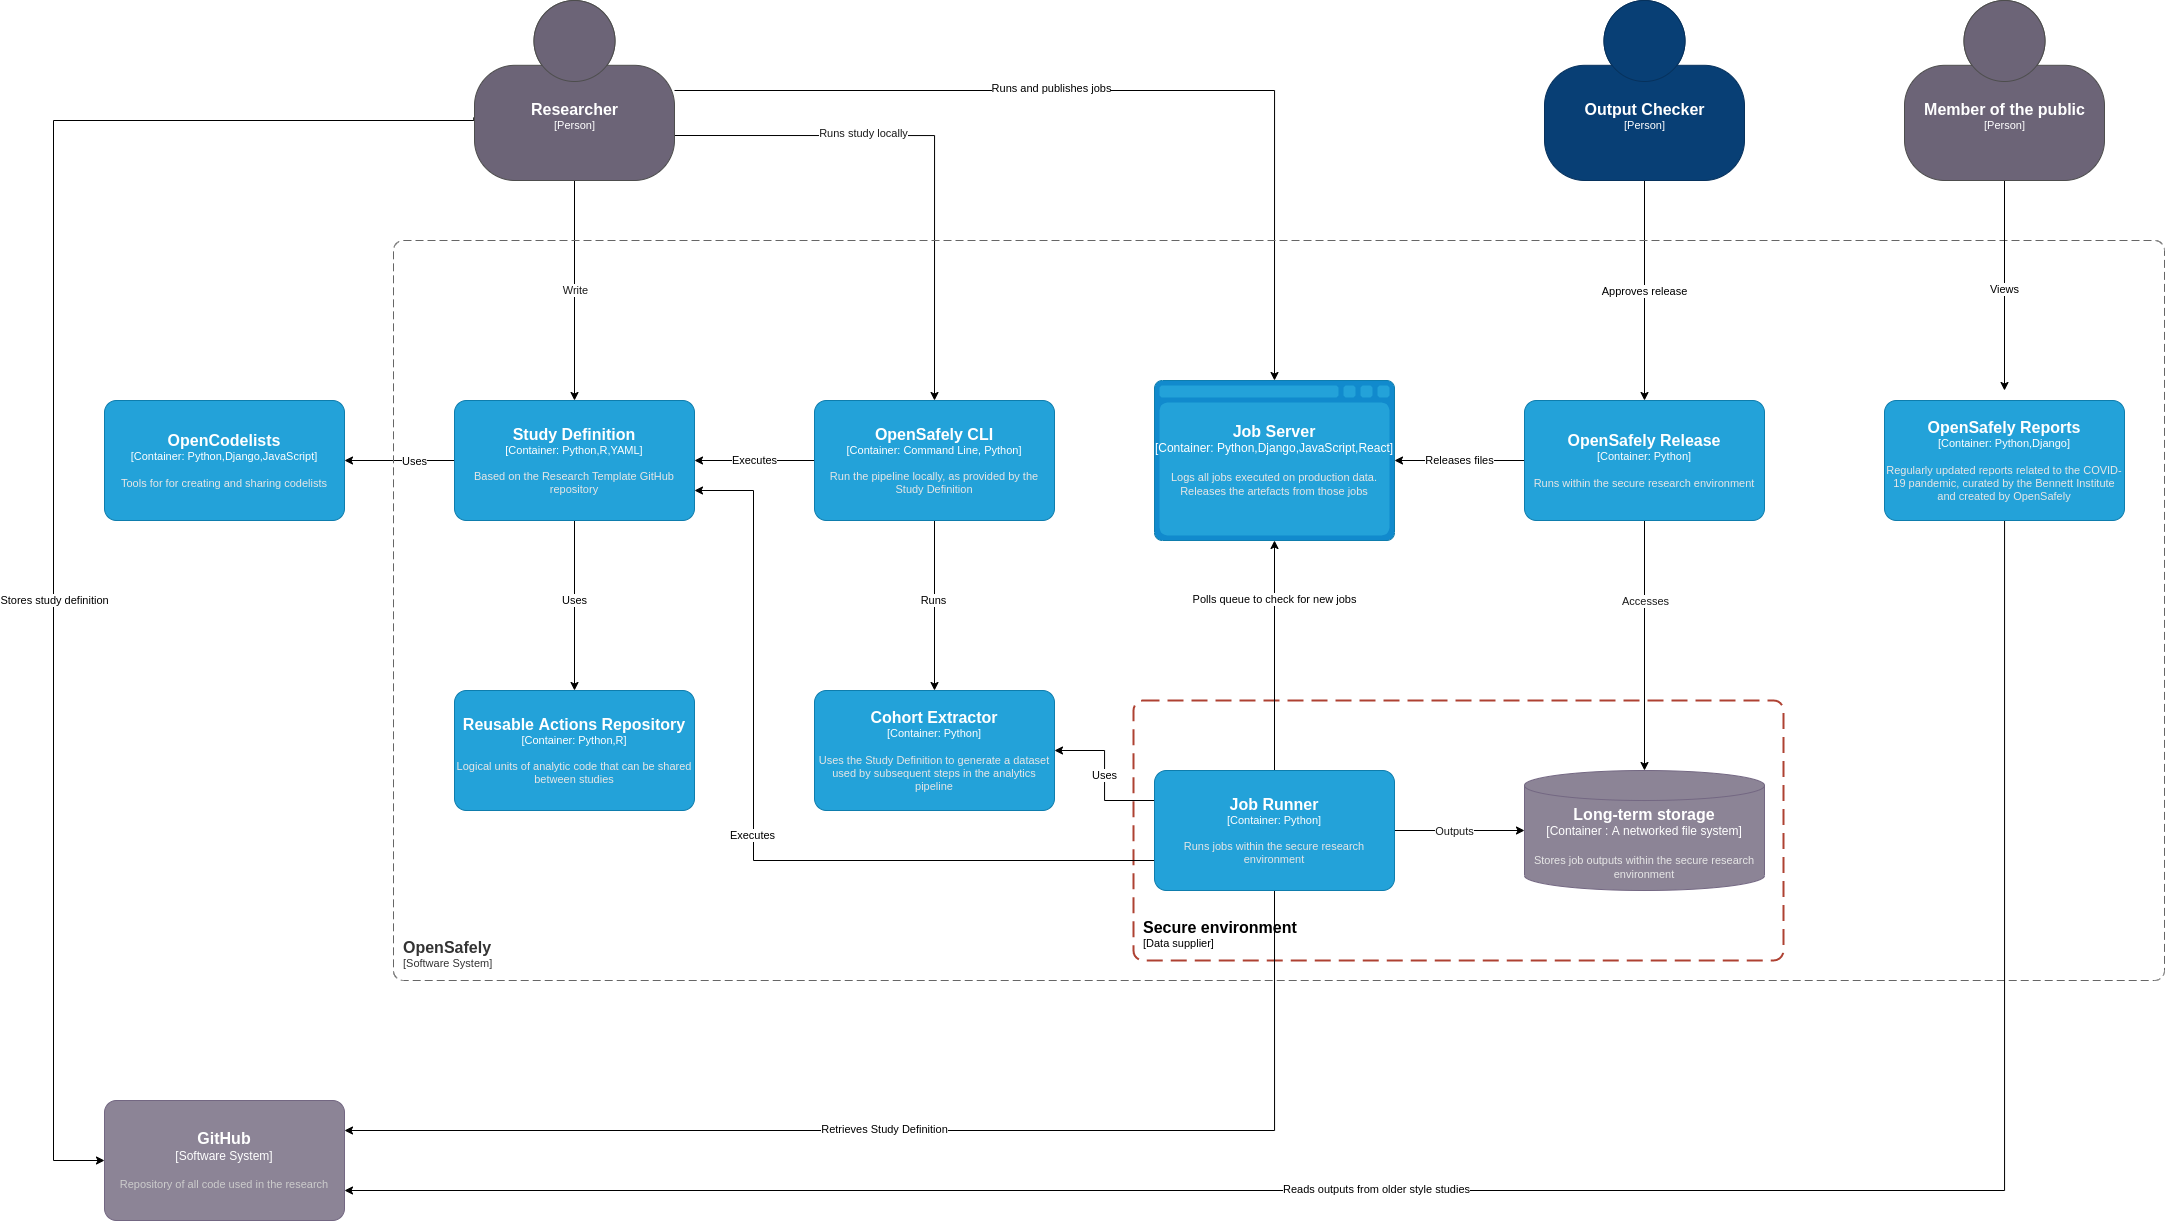 Researcher
[Person]
Output Checker
[Person]
Member of the public
[Person]
Runs and publishes jobs
Runs study locally
Write
Approves release
Views
OpenCodelists
[Container: Python,Django,JavaScript]
Tools for for creating and sharing codelists
Uses
Study Definition
[Container: Python,R,YAML]
Based on the Research Template GitHub
repository
Executes
OpenSafely CLI
[Container: Command Line, Python]
Run the pipeline locally, as provided by the
Study Definition
Job Server
[Container: Python,Django,JavaScript,React]
Logs all jobs executed on production data.
Releases the artefacts from those jobs
Releases files
OpenSafely Release
[Container: Python]
Runs within the secure research environment
OpenSafely Reports
[Container: Python,Django]
Regularly updated reports related to the COVID-
19 pandemic, curated by the Bennett Institute
and created by OpenSafely
Stores study definition
Uses
Runs
Polls queue to check for new jobs
Accesses
Reusable Actions Repository
[Container: Python,R]
Logical units of analytic code that can be shared
between studies
Cohort Extractor
[Container: Python]
Uses the Study Definition to generate a dataset
used by subsequent steps in the analytics
pipeline
Uses
Executes
Job Runner
[Container: Python]
Runs jobs within the secure research
environment
Outputs
Long-term storage
[Container : A networked file system]
Stores job outputs within the secure research
environment
Secure environment
[Data supplier]
OpenSafely
[Software System]
GitHub
[Software System]
Repository of all code used in the research
Retrieves Study Definition
Reads outputs from older style studies